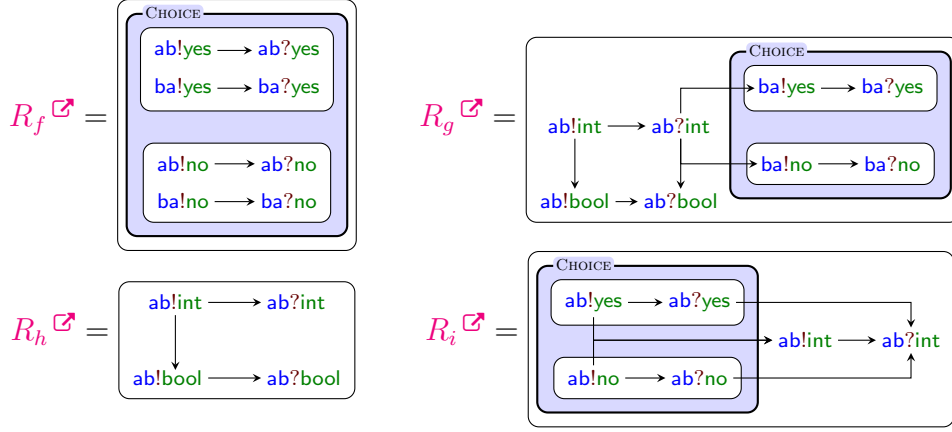 R_f =
CHOICE
ab!yes ab?yes
ba!yes ba?yes
ab!no ab?no
ba!no ba?no
R_g =
CHOICE
ba!yes ba?yes
ab!int ab?int
ba!no ba?no
ab!bool ab?bool
R_h =
ab!int ab?int
ab!bool ab?bool
R_i =
CHOICE
ab!yes ab?yes
ab!int ab?int
ab!no ab?no